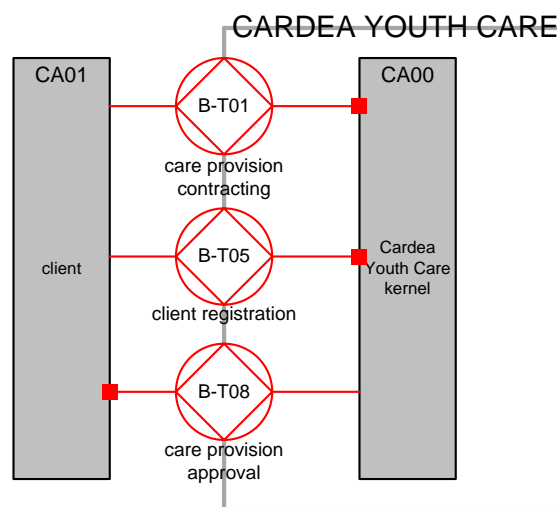 CARDEA YOUTH CARE
CA01
CA00
B-T01
care provision
contracting
B-T05
client
Cardea
Youth Care
kernel
client registration
B-T08
care provision
approval